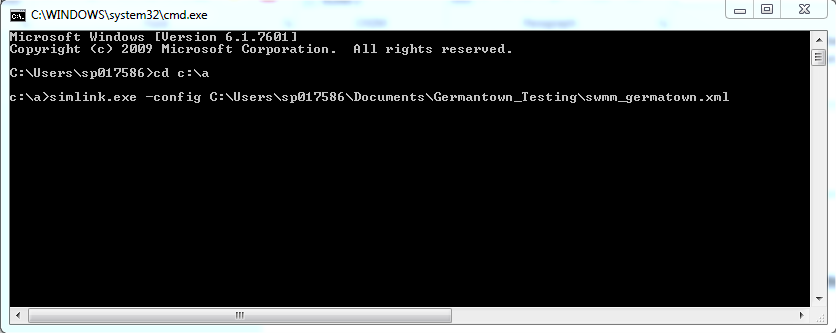 C:\WINDOWS\system32\cmd.exe
Microsoft Windows [Version 6.1.7601]
Copyright (c) 2009 Microsoft Corporation.  All rights reserved.
C:\Users\sp017586>cd c:\a
c:\a>simlink.exe -config C:\Users\sp017586\Documents\Germantown_Testing\swmm_germatown.xml